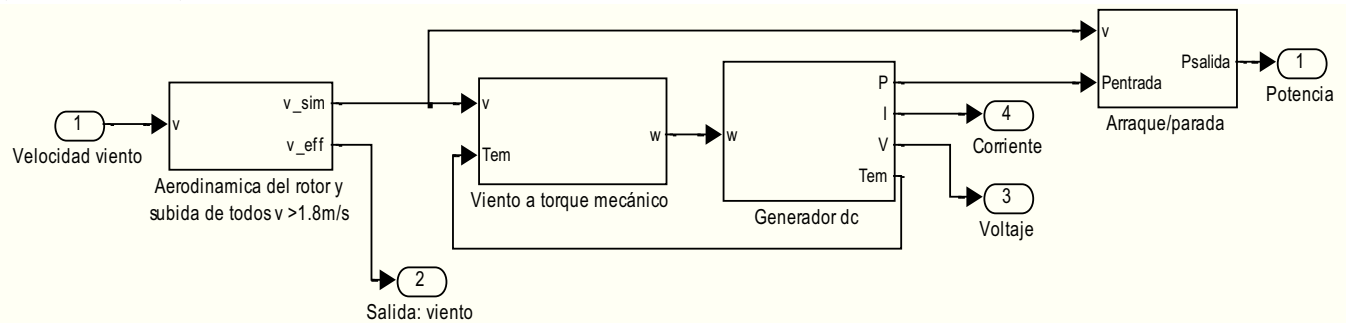 1
Velocidad viento
v
v_sim
v_eff
Aerodinamica del rotor y
subida de todos v >1.8m/s
2
Salida: viento
v
Tem
w
Viento a torque mecánico
w
P
I
V
Tem
Generador dc
4
Corriente
3
Voltaje
v
Pentrada
Psalida
Arraque/parada
1
Potencia